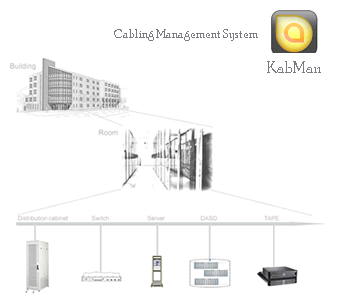 Cabling Management System
KabMan
Building
Room
Distribution cabinet Switch Server DASD TAPE